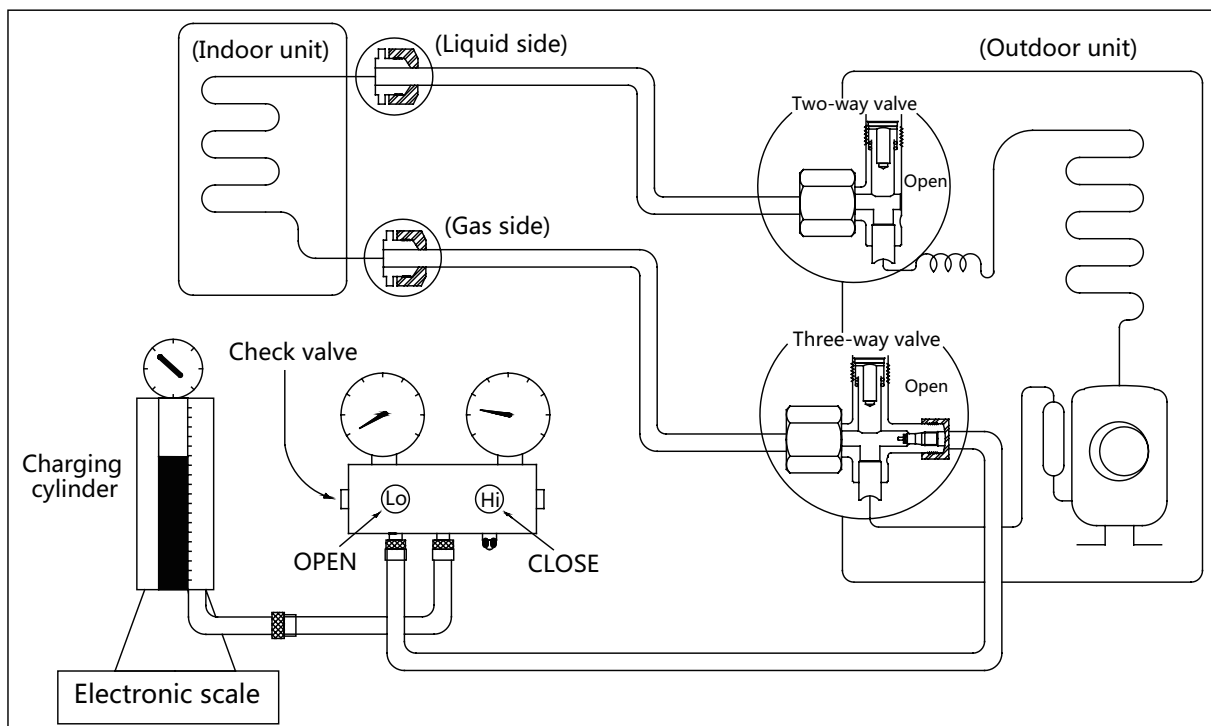 (Indoor unit)
(Liquid side)
(Outdoor unit)
Two-way valve
Open
(Gas side)
Three-way valve
Open
Check valve
Charging
cylinder
Lo
Hi
OPEN
CLOSE
Electronic scale